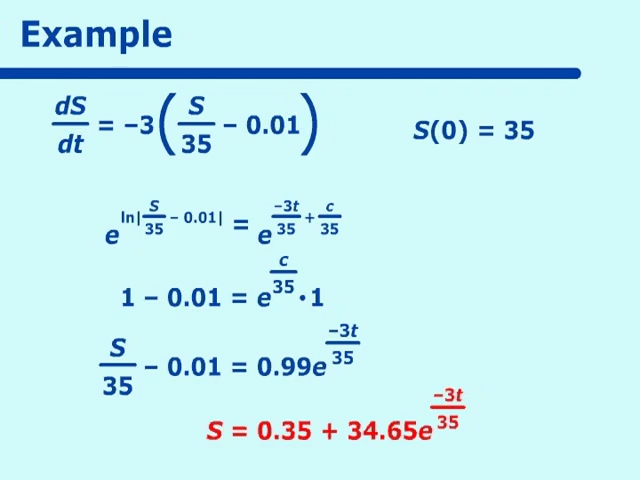 Example
dS/dt = –3(S/35 – 0.01) S(0) = 35
e^(ln|S/35 – 0.01|) = e^(–3t/35 + c/35)
1 – 0.01 = e^(c/35) • 1
S/35 – 0.01 = 0.99e^(–3t/35)
S = 0.35 + 34.65e^(–3t/35)